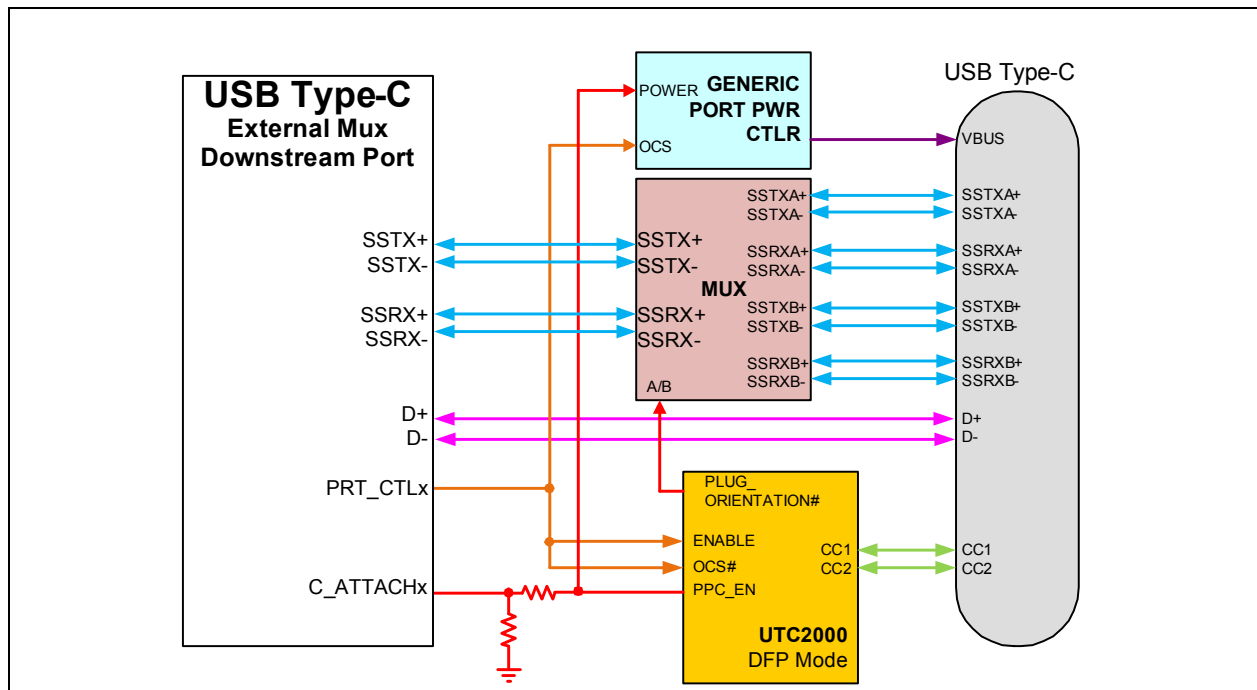 USB Type-C
External Mux
Downstream Port
SSTX+
SSTX-
SSRX+
SSRX-
D+
D-
PRT_CTLx
C_ATTACHx
POWER
GENERIC
PORT PWR
CTLR
OCS
SSTX+
SSTX-
SSRX+
SSRX-
MUX
A/B
SSTXA+
SSTXA-
SSRXA+
SSRXA-
SSTXB+
SSTXB-
SSRXB+
SSRXB-
PLUG_
ORIENTATION#
ENABLE
OCS#
PPC_EN
CC1
CC2
UTC2000
DFP Mode
USB Type-C
VBUS
SSTXA+
SSTXA-
SSRXA+
SSRXA-
SSTXB+
SSTXB-
SSRXB+
SSRXB-
D+
D-
CC1
CC2